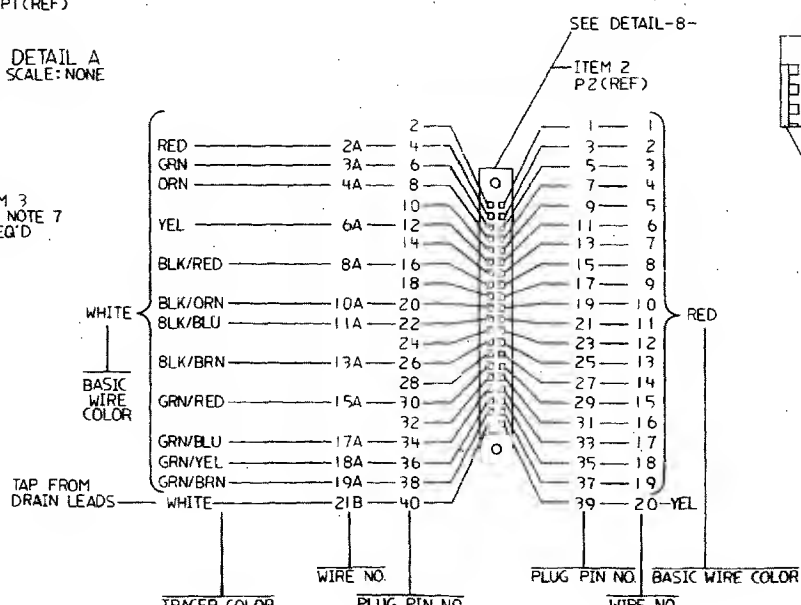 PT(REF)
DETAIL A
SCALE: NONE
SEE DETAIL-8-
ITEM 2
P2(REF)
M 3
NOTE 7
EQ'D
2 1 1
RED 2A 4 3 2
GRN 3A 6 5 3
ORN 4A 8 7 4
10 9 5
YEL 6A 12 11 6
14 13 7
BLK/RED 8A 16 15 8
18 17 9
WHITE BLK/ORN 10A 20 19 10 RED
BLK/BLU 11A 22 21 11
24 23 12
BLK/BRN 13A 26 25 13
28 27 14
BASIC
WIRE
COLOR
GRN/RED 15A 30 29 15
32 31 16
GRN/BLU 17A 34 33 17
GRN/YEL 18A 36 35 18
GRN/BRN 19A 38 37 19
TAP FROM
DRAIN LEADS WHITE 21B 40 39 20-YEL
WIRE NO. PLUG PIN NO. BASIC WIRE COLOR
TRACER COLOR PLUG PIN NO. WIRE NO.